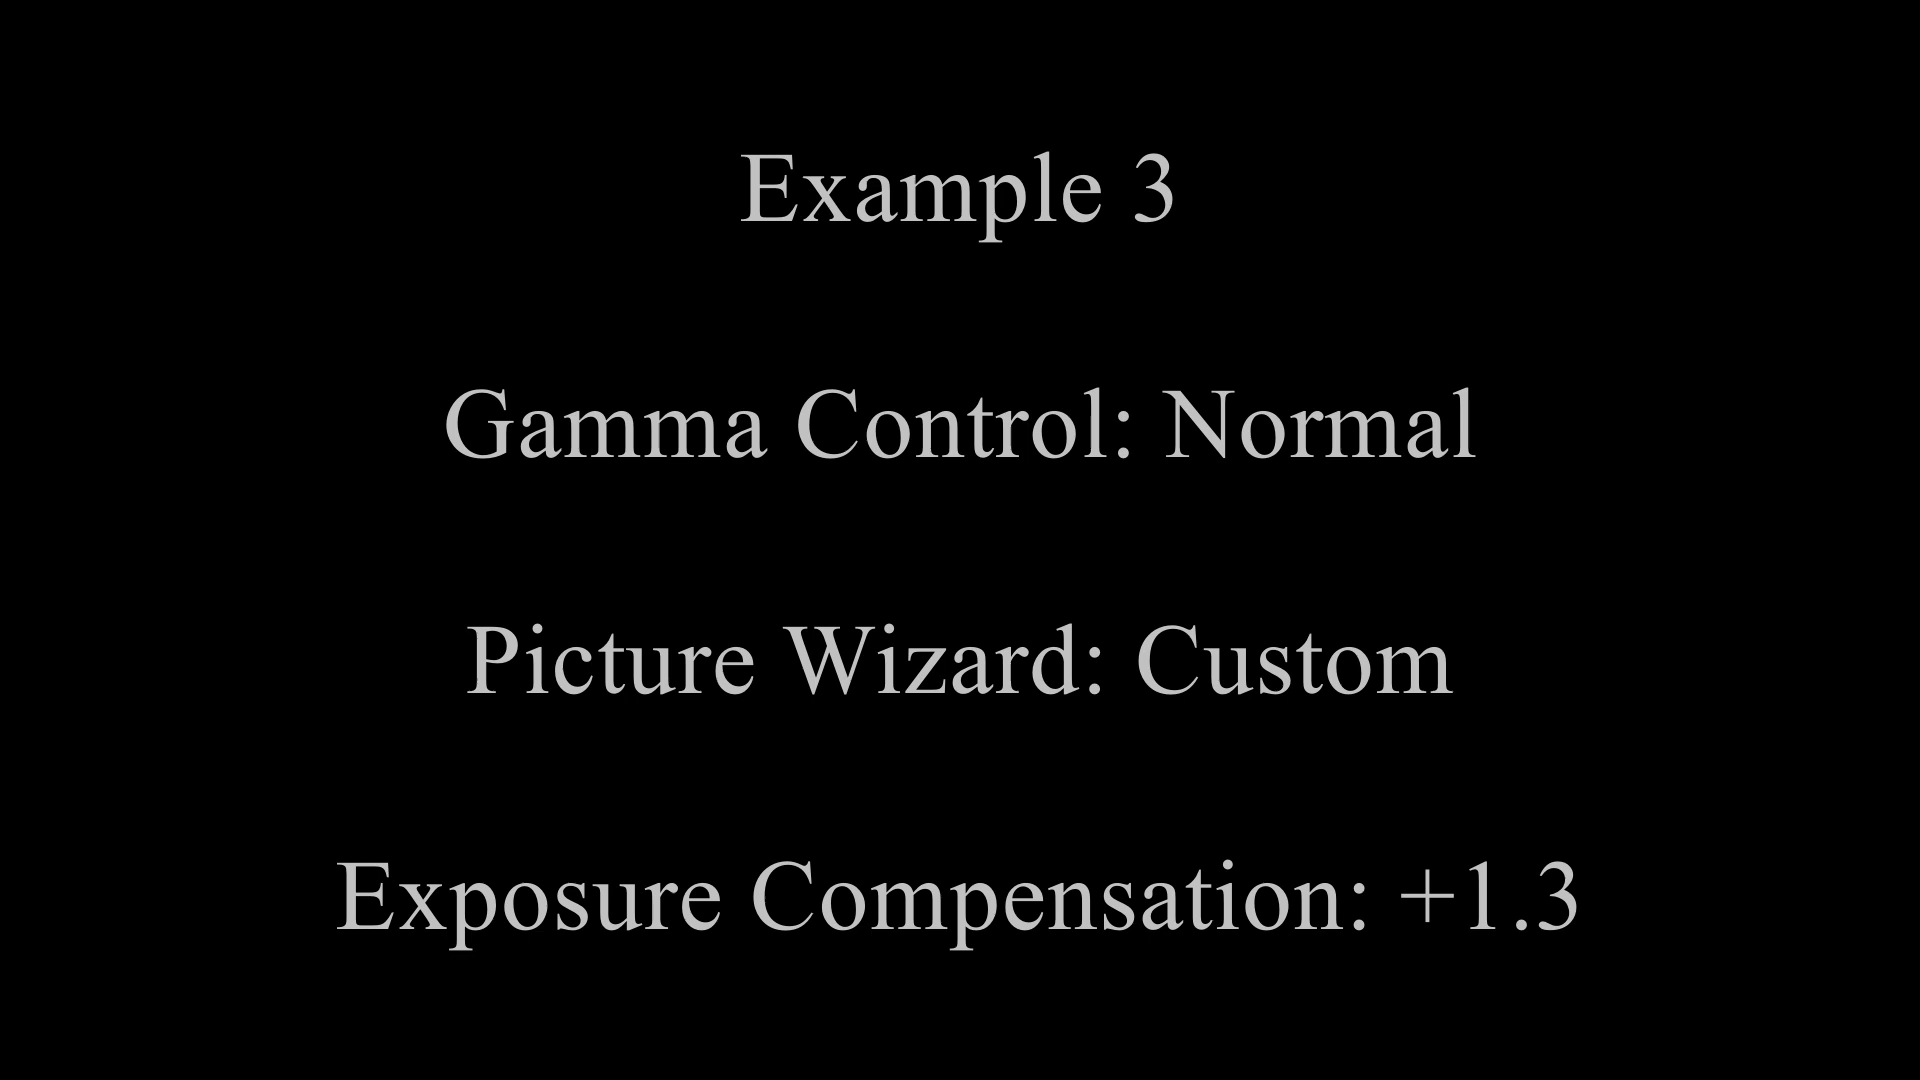 Example 3
Gamma Control: Normal
Picture Wizard: Custom
Exposure Compensation: +1.3